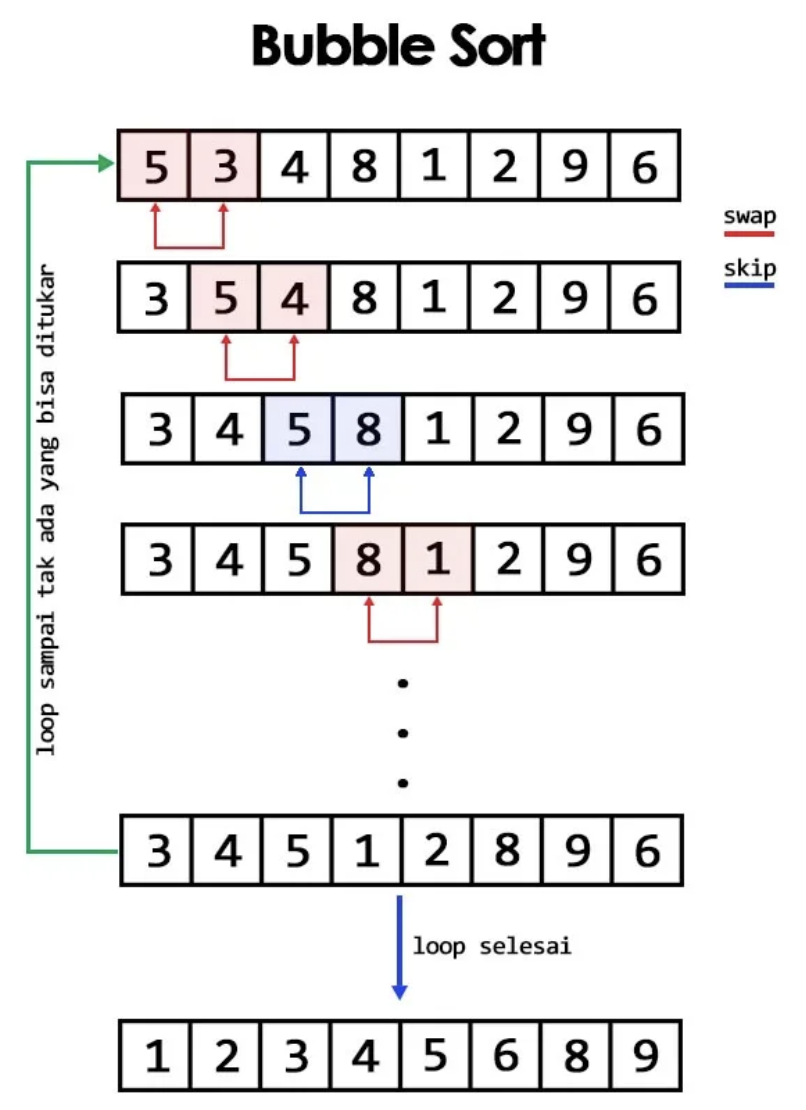 Bubble Sort
5 3 4 8 1 2 9 6
swap
skip
3 5 4 8 1 2 9 6
3 4 5 8 1 2 9 6
3 4 5 8 1 2 9 6
loop sampai tak ada yang bisa ditukar
3 4 5 1 2 8 9 6
loop selesai
1 2 3 4 5 6 8 9